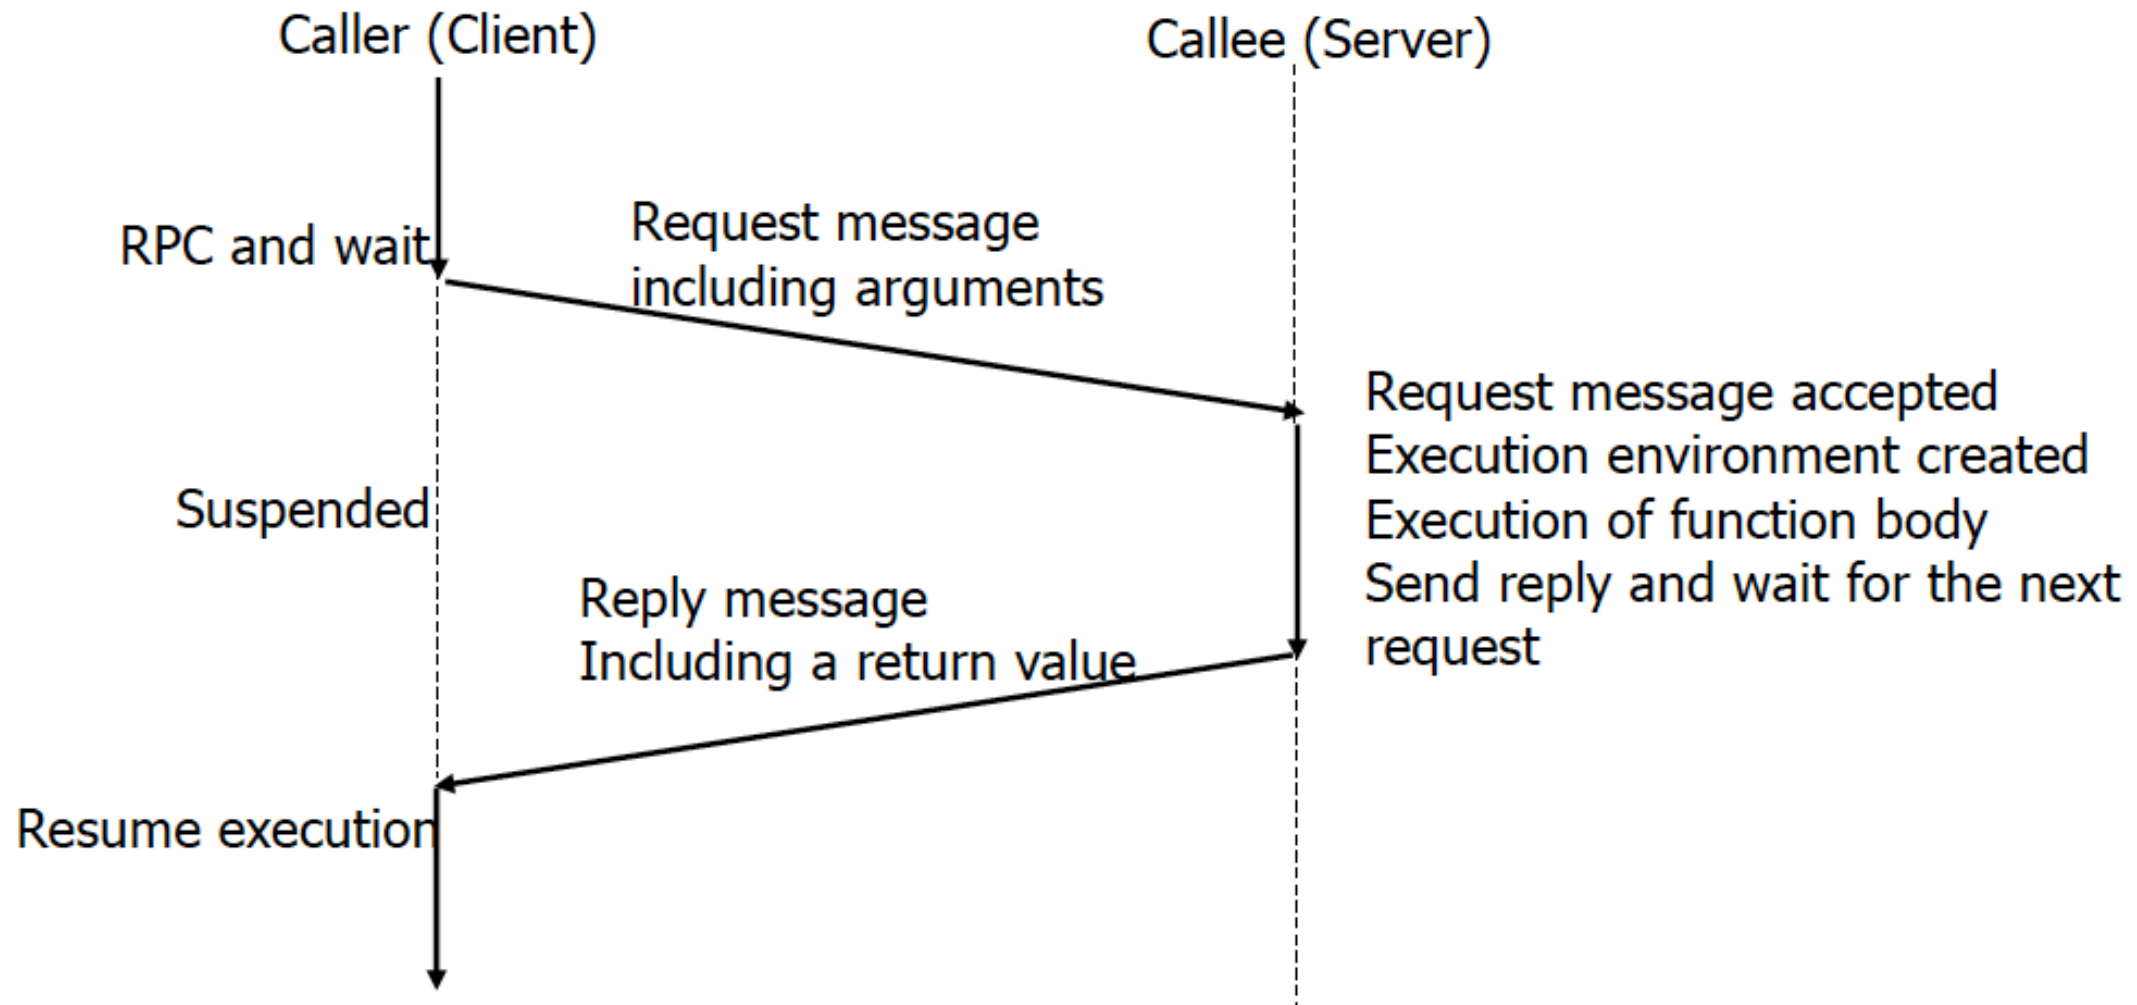 Caller (Client)
Callee (Server)
RPC and wait
Request message
including arguments
Request message accepted
Execution environment created
Execution of function body
Send reply and wait for the next
request
Suspended
Reply message
Including a return value
Resume execution